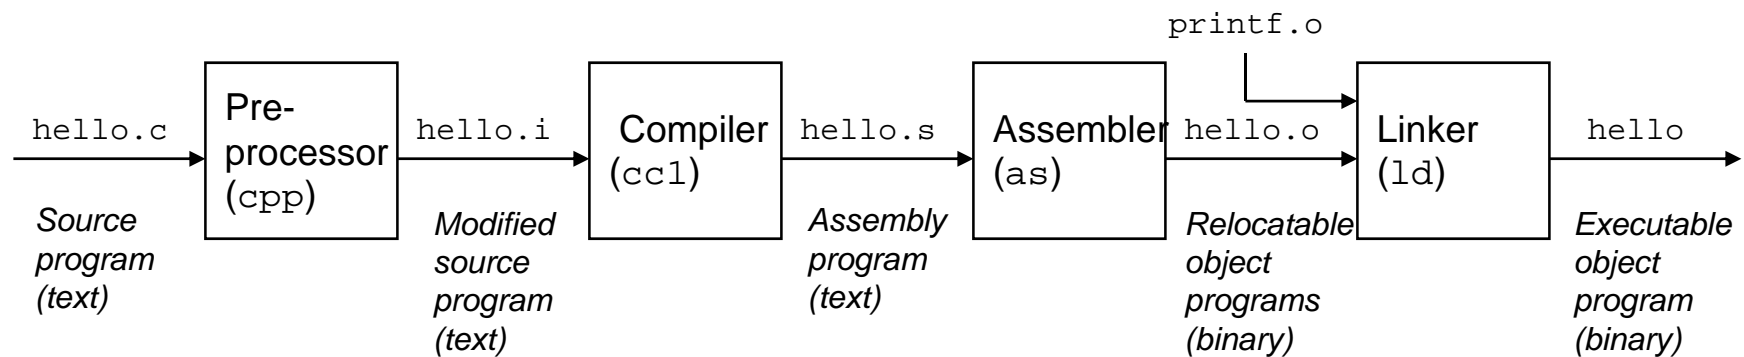 printf.o
hello.c
Pre-
processor
(cpp)
hello.i
Compiler
(cc1)
hello.s
Assembler
(as)
hello.o
Linker
(ld)
hello
Source
program
(text)
Modified
source
program
(text)
Assembly
program
(text)
Relocatable
object
programs
(binary)
Executable
object
program
(binary)